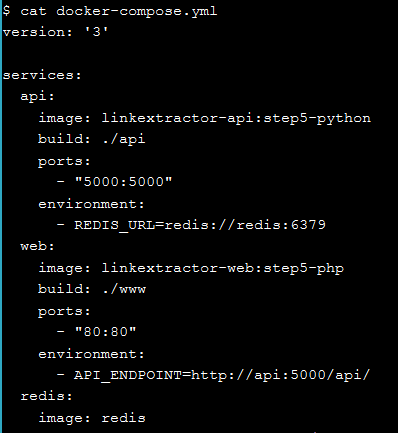 $ cat docker-compose.yml
version: '3'

services:
  api:
    image: linkextractor-api:step5-python
    build: ./api
    ports:
      - "5000:5000"
    environment:
      - REDIS_URL=redis://redis:6379
  web:
    image: linkextractor-web:step5-php
    build: ./www
    ports:
      - "80:80"
    environment:
      - API_ENDPOINT=http://api:5000/api/
  redis:
    image: redis